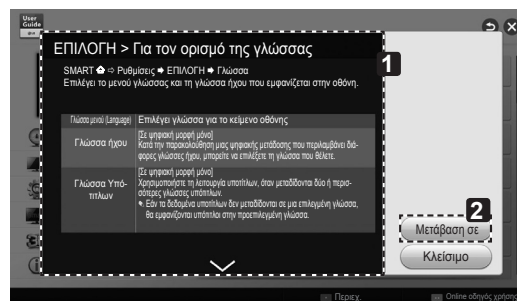 User
Guide
ΕΠΙΛΟΓΗ > Για τον ορισμό της γλώσσας
1
SMART ⇨ Ρυθμίσεις ➡ ΕΠΙΛΟΓΗ ➡ Γλώσσα
Επιλέγει το μενού γλώσσας και τη γλώσσα ήχου που εμφανίζεται στην οθόνη.
Γλώσσα μενού (Language) Επιλέγει γλώσσα για το κείμενο οθόνης
Γλώσσα ήχου
[Σε ψηφιακή μορφή μόνο]
Κατά την παρακολούθηση μιας ψηφιακής μετάδοσης που περιλαμβάνει διά-
φορες γλώσσες ήχου, μπορείτε να επιλέξετε τη γλώσσα που θέλετε.
Γλώσσα Υπό-
τιτλων
[Σε ψηφιακή μορφή μόνο]
Χρησιμοποιήστε τη λειτουργία υποτίτλων, όταν μεταδίδονται δύο ή περισ-
σότερες γλώσσες υπότιτλων.
Εάν τα δεδομένα υποτίτλων δεν μεταδίδονται σε μια επιλεγμένη γλώσσα,
θα εμφανίζονται υπότιτλοι στην προεπιλεγμένη γλώσσα.
2
Μετάβαση σε
Κλείσιμο
Περιεχ.
Online οδηγός χρήσης